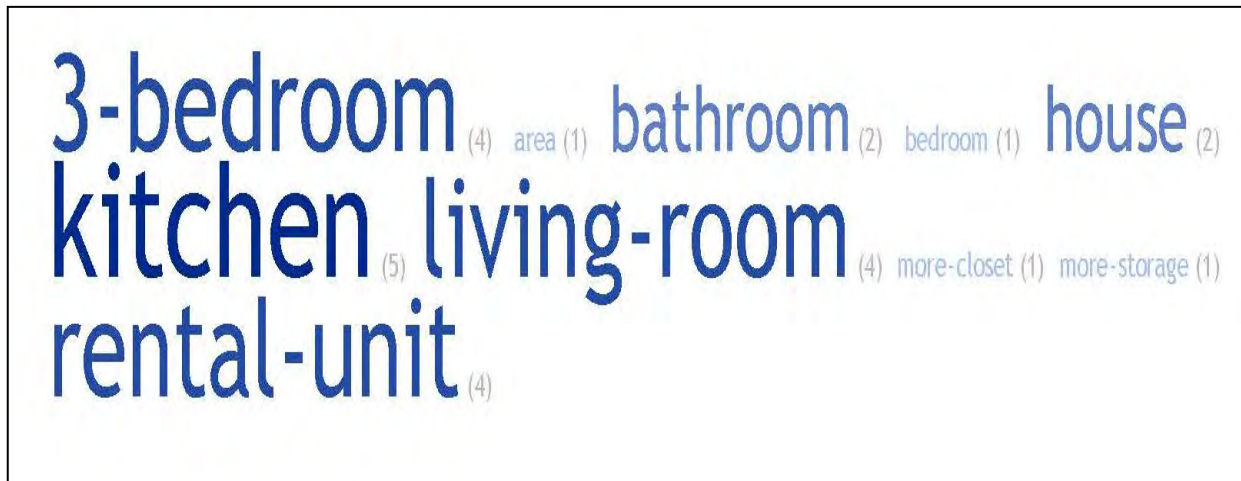 3-bedroom (4) area (1) bathroom (2) bedroom (1) house (2)
kitchen (5) living-room (4) more-closet (1) more-storage (1)
rental-unit (4)